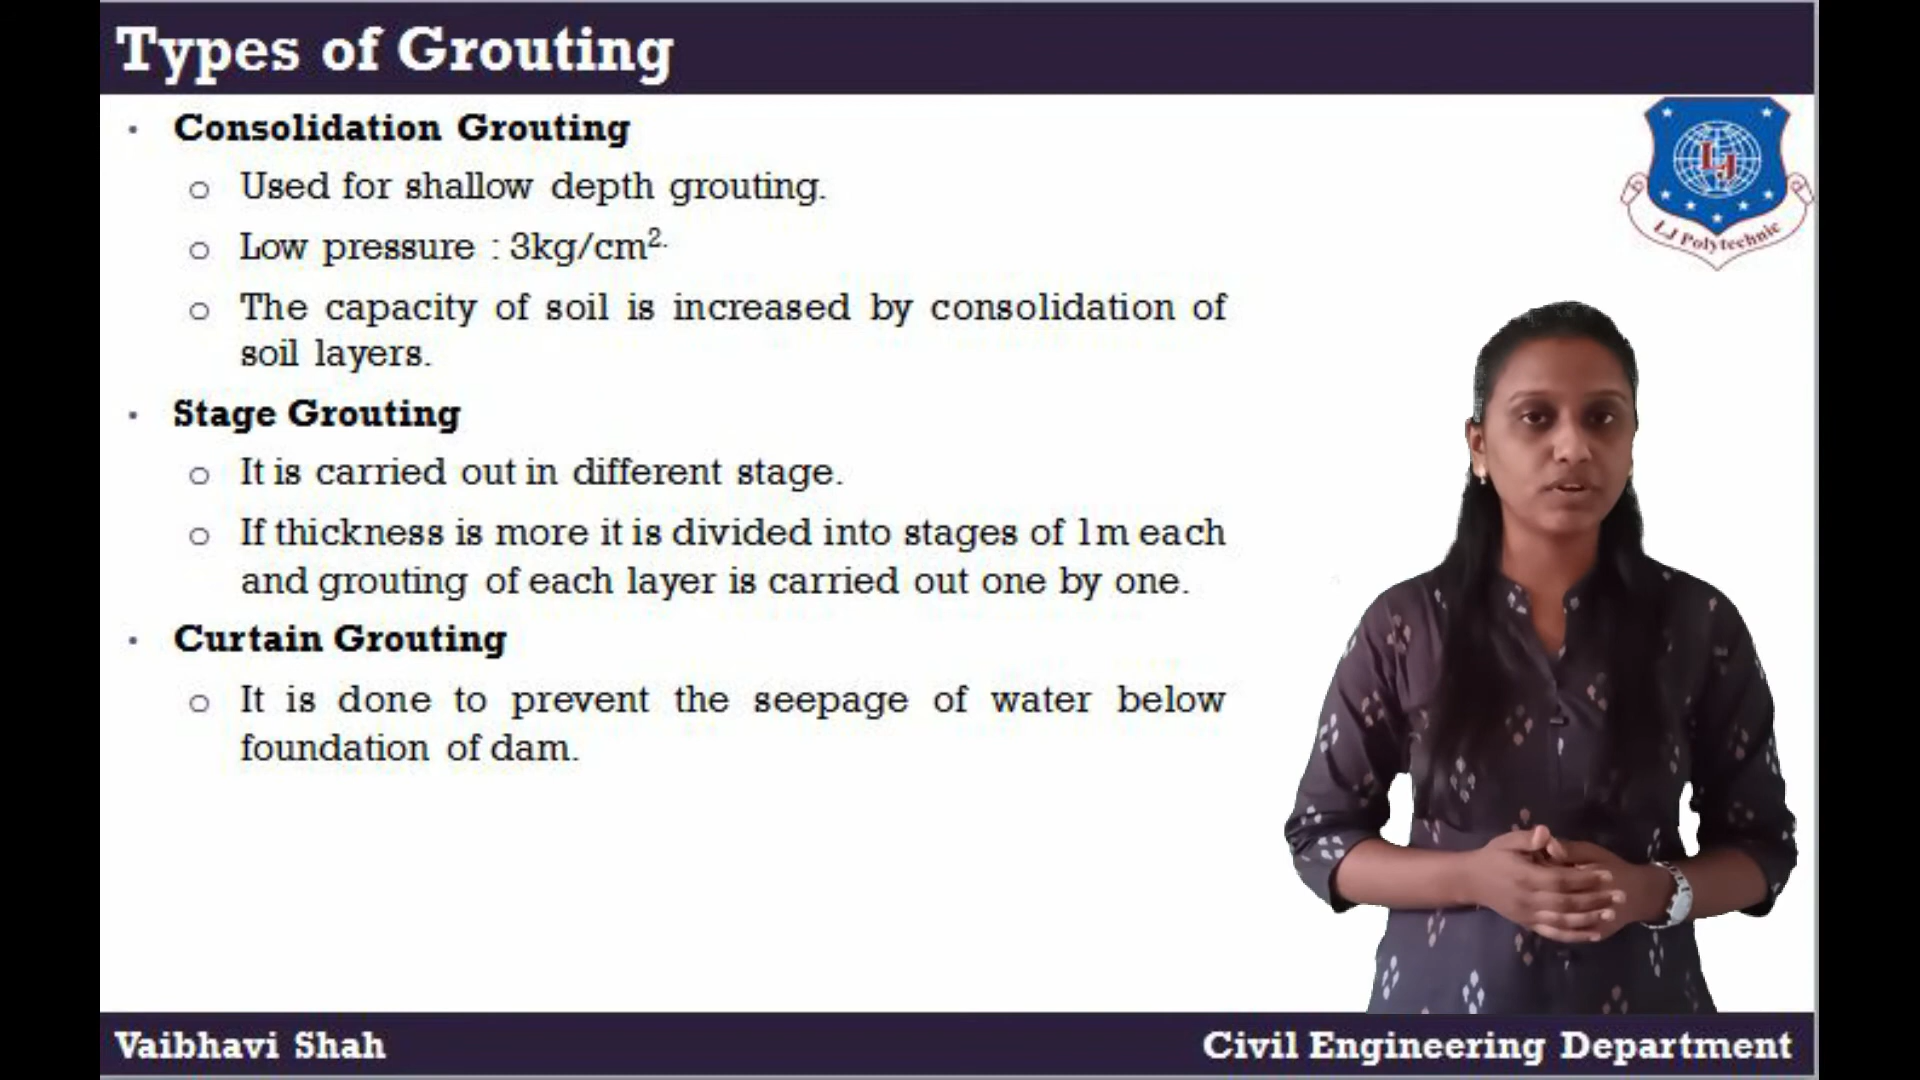 Types of Grouting
• Consolidation Grouting
o Used for shallow depth grouting.
o Low pressure : 3kg/cm².
o The capacity of soil is increased by consolidation of
soil layers.
• Stage Grouting
o It is carried out in different stage.
o If thickness is more it is divided into stages of 1m each
and grouting of each layer is carried out one by one.
• Curtain Grouting
o It is done to prevent the seepage of water below
foundation of dam.
LJ
LJ Polytechnic
Vaibhavi Shah
Civil Engineering Department